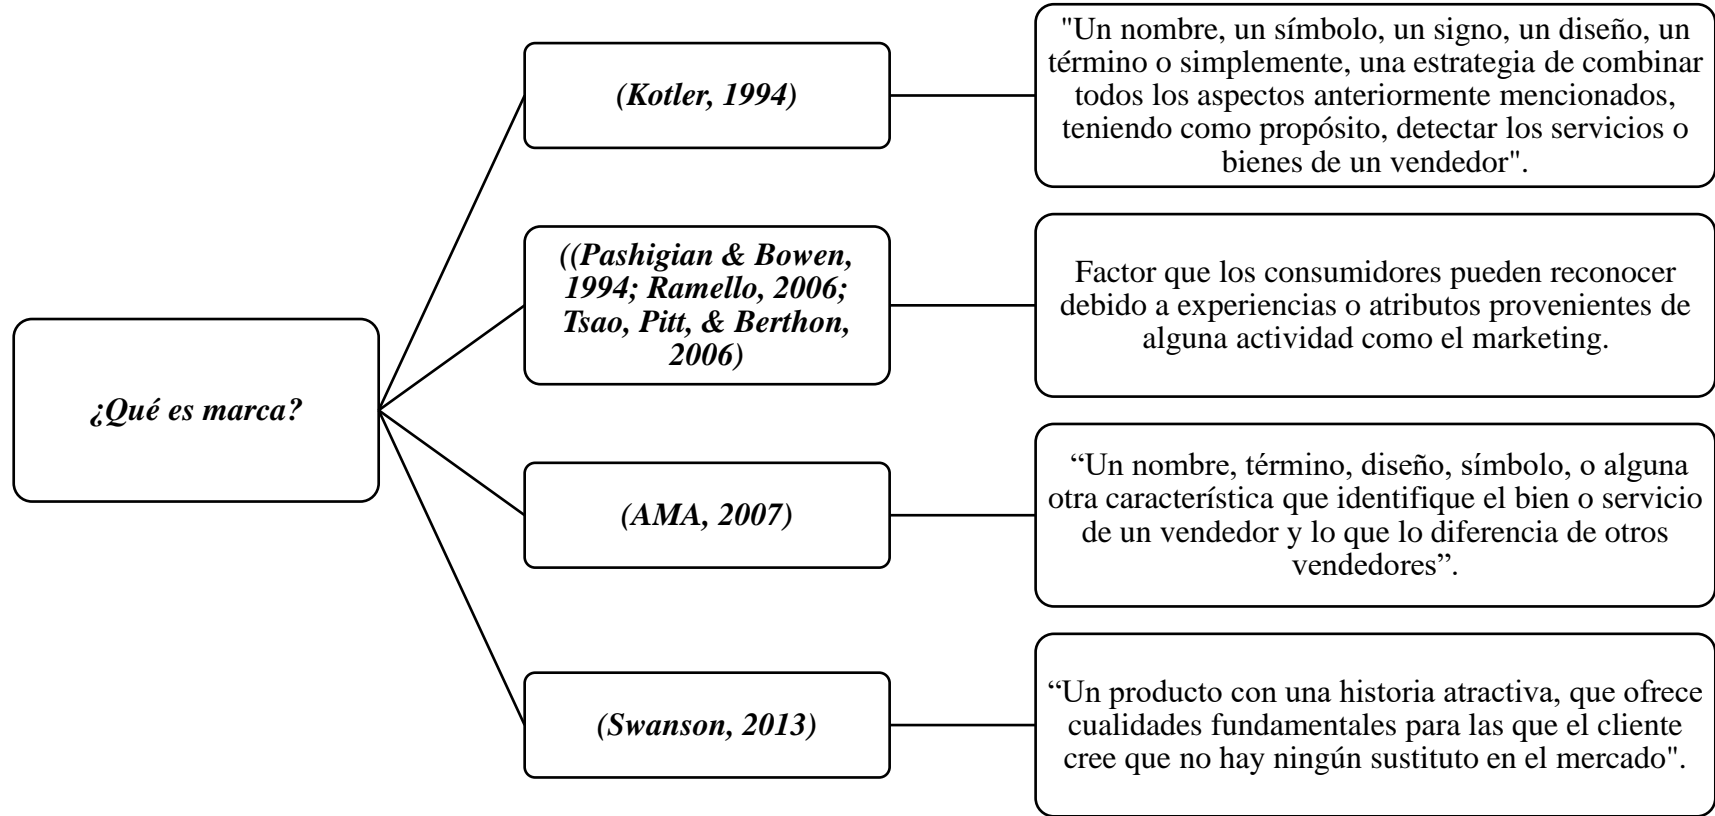 ¿Qué es marca?
(Kotler, 1994)
"Un nombre, un símbolo, un signo, un diseño, un
término o simplemente, una estrategia de combinar
todos los aspectos anteriormente mencionados,
teniendo como propósito, detectar los servicios o
bienes de un vendedor".
((Pashigian & Bowen,
1994; Ramello, 2006;
Tsao, Pitt, & Berthon,
2006)
Factor que los consumidores pueden reconocer
debido a experiencias o atributos provenientes de
alguna actividad como el marketing.
(AMA, 2007)
“Un nombre, término, diseño, símbolo, o alguna
otra característica que identifique el bien o servicio
de un vendedor y lo que lo diferencia de otros
vendedores”.
(Swanson, 2013)
“Un producto con una historia atractiva, que ofrece
cualidades fundamentales para las que el cliente
cree que no hay ningún sustituto en el mercado".